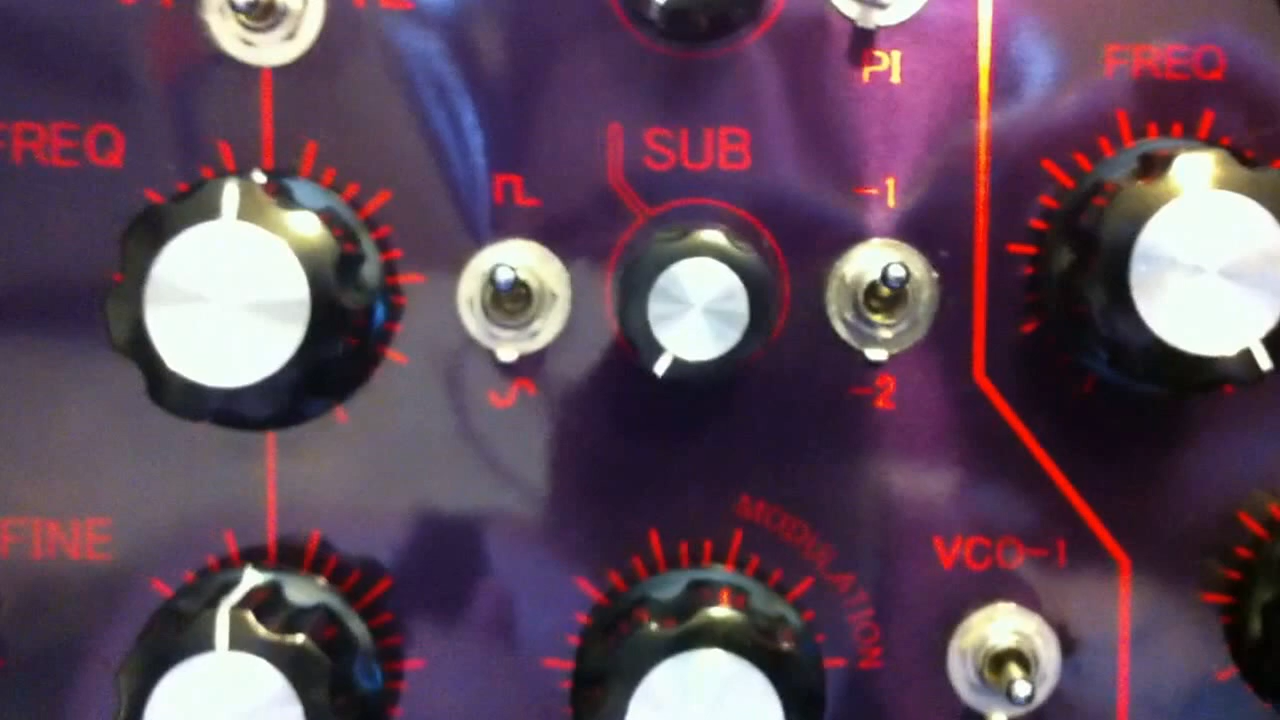 PI
FREQ
FREQ
SUB
-1
-2
FINE
MODULATION
VCO-1